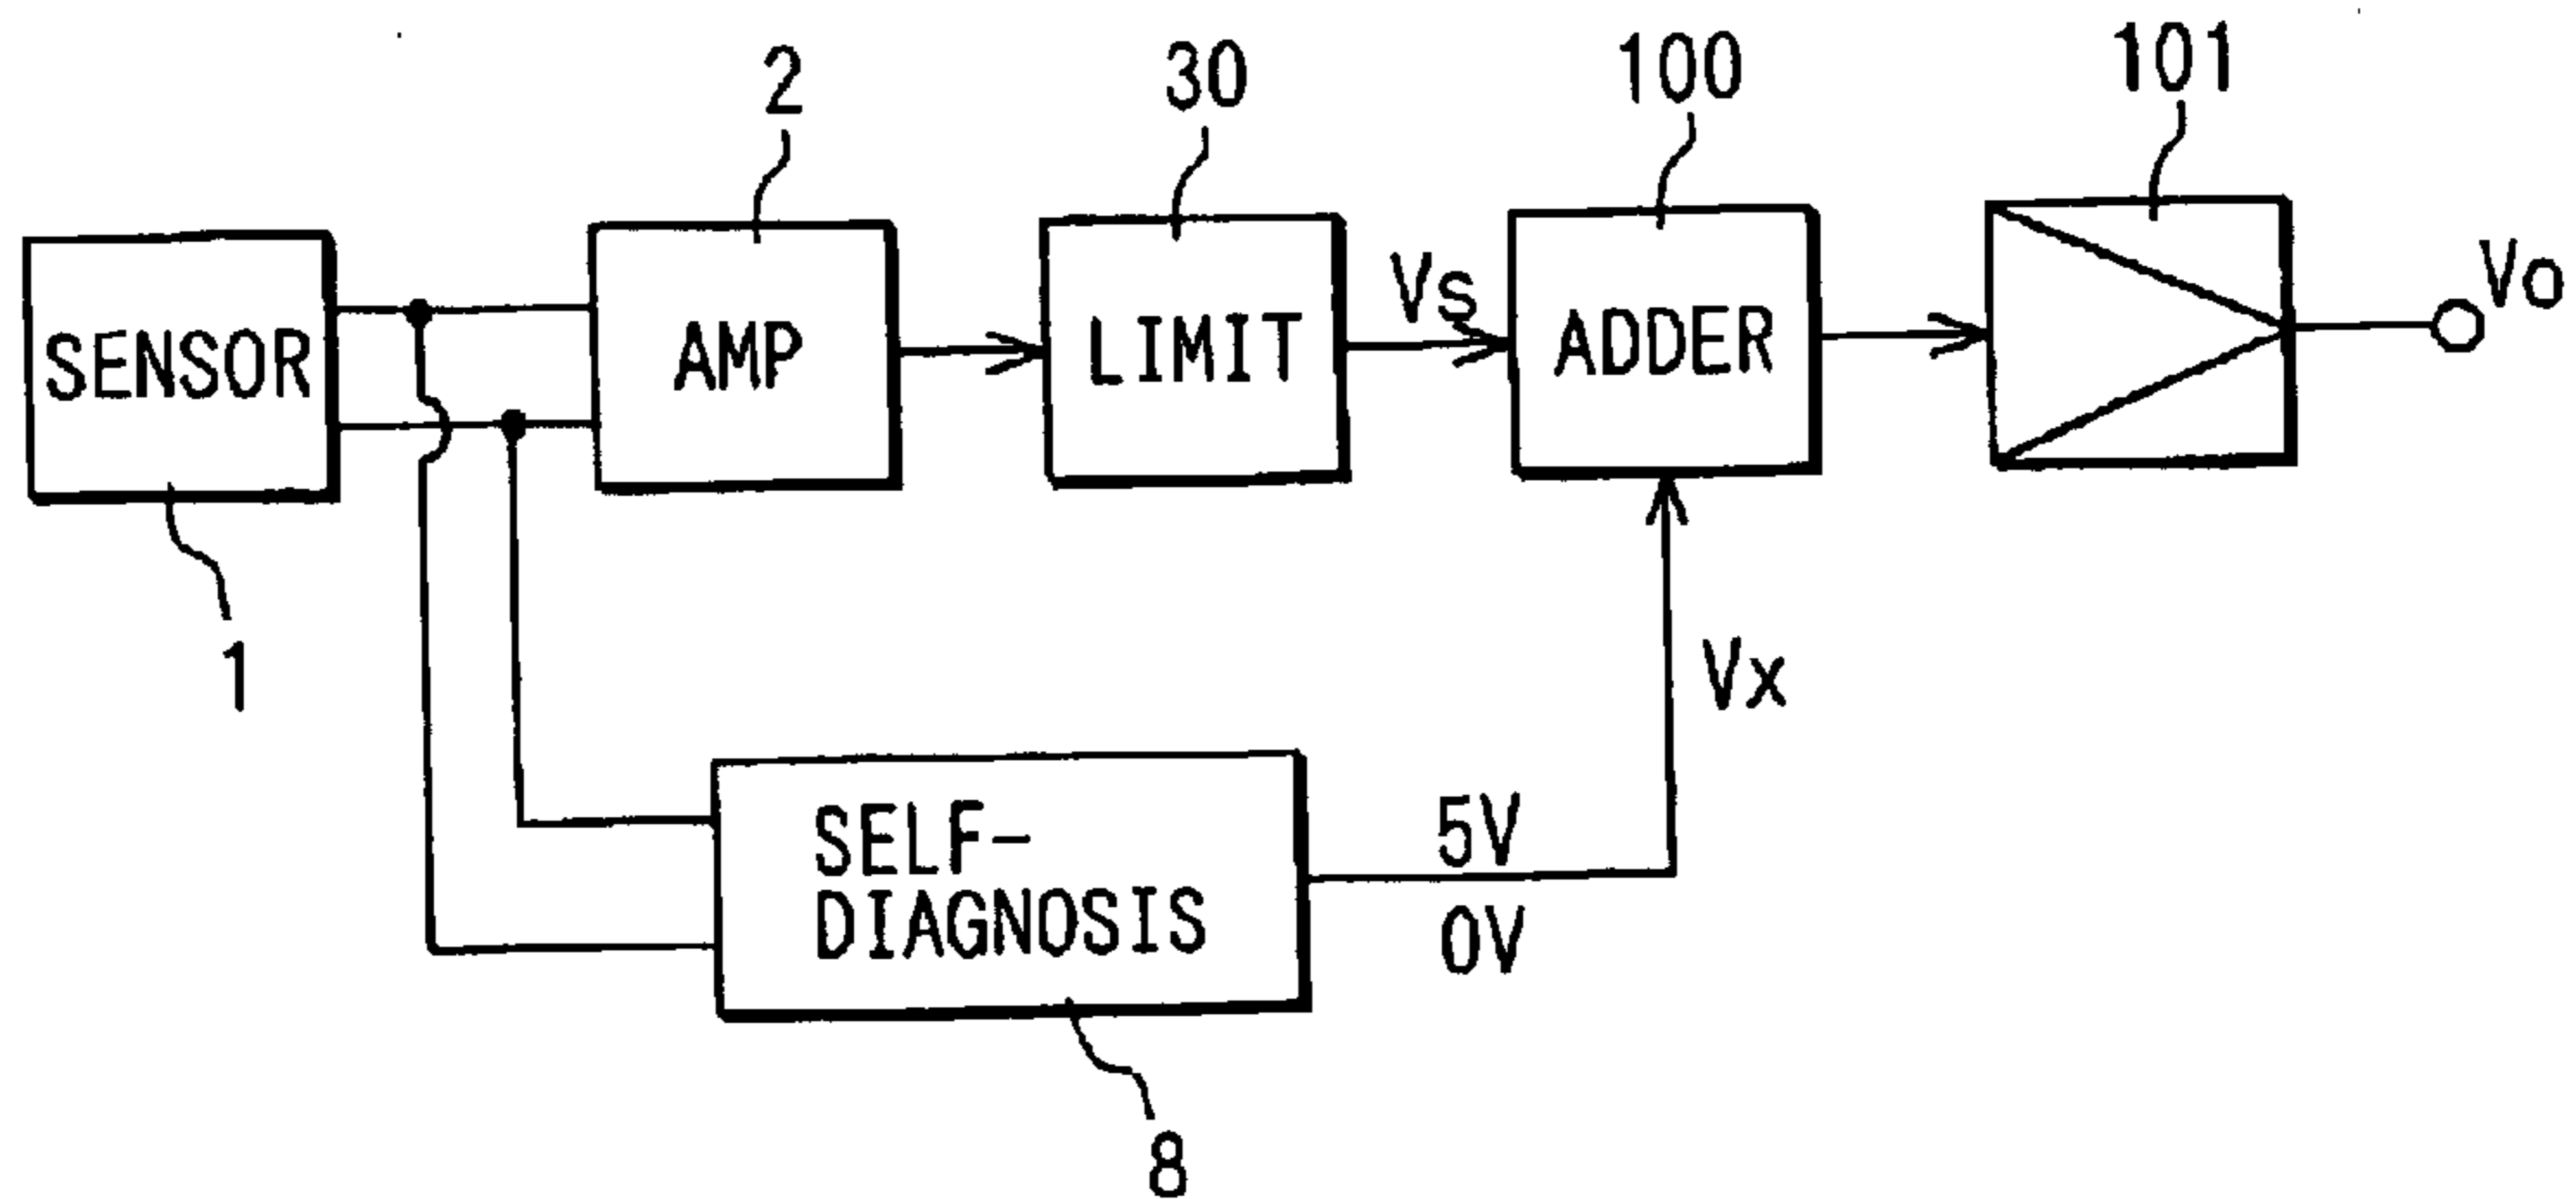 2
30
100
101
SENSOR
AMP
LIMIT
Vs
ADDER
Vo
1
Vx
SELF-
DIAGNOSIS
5V
0V
8